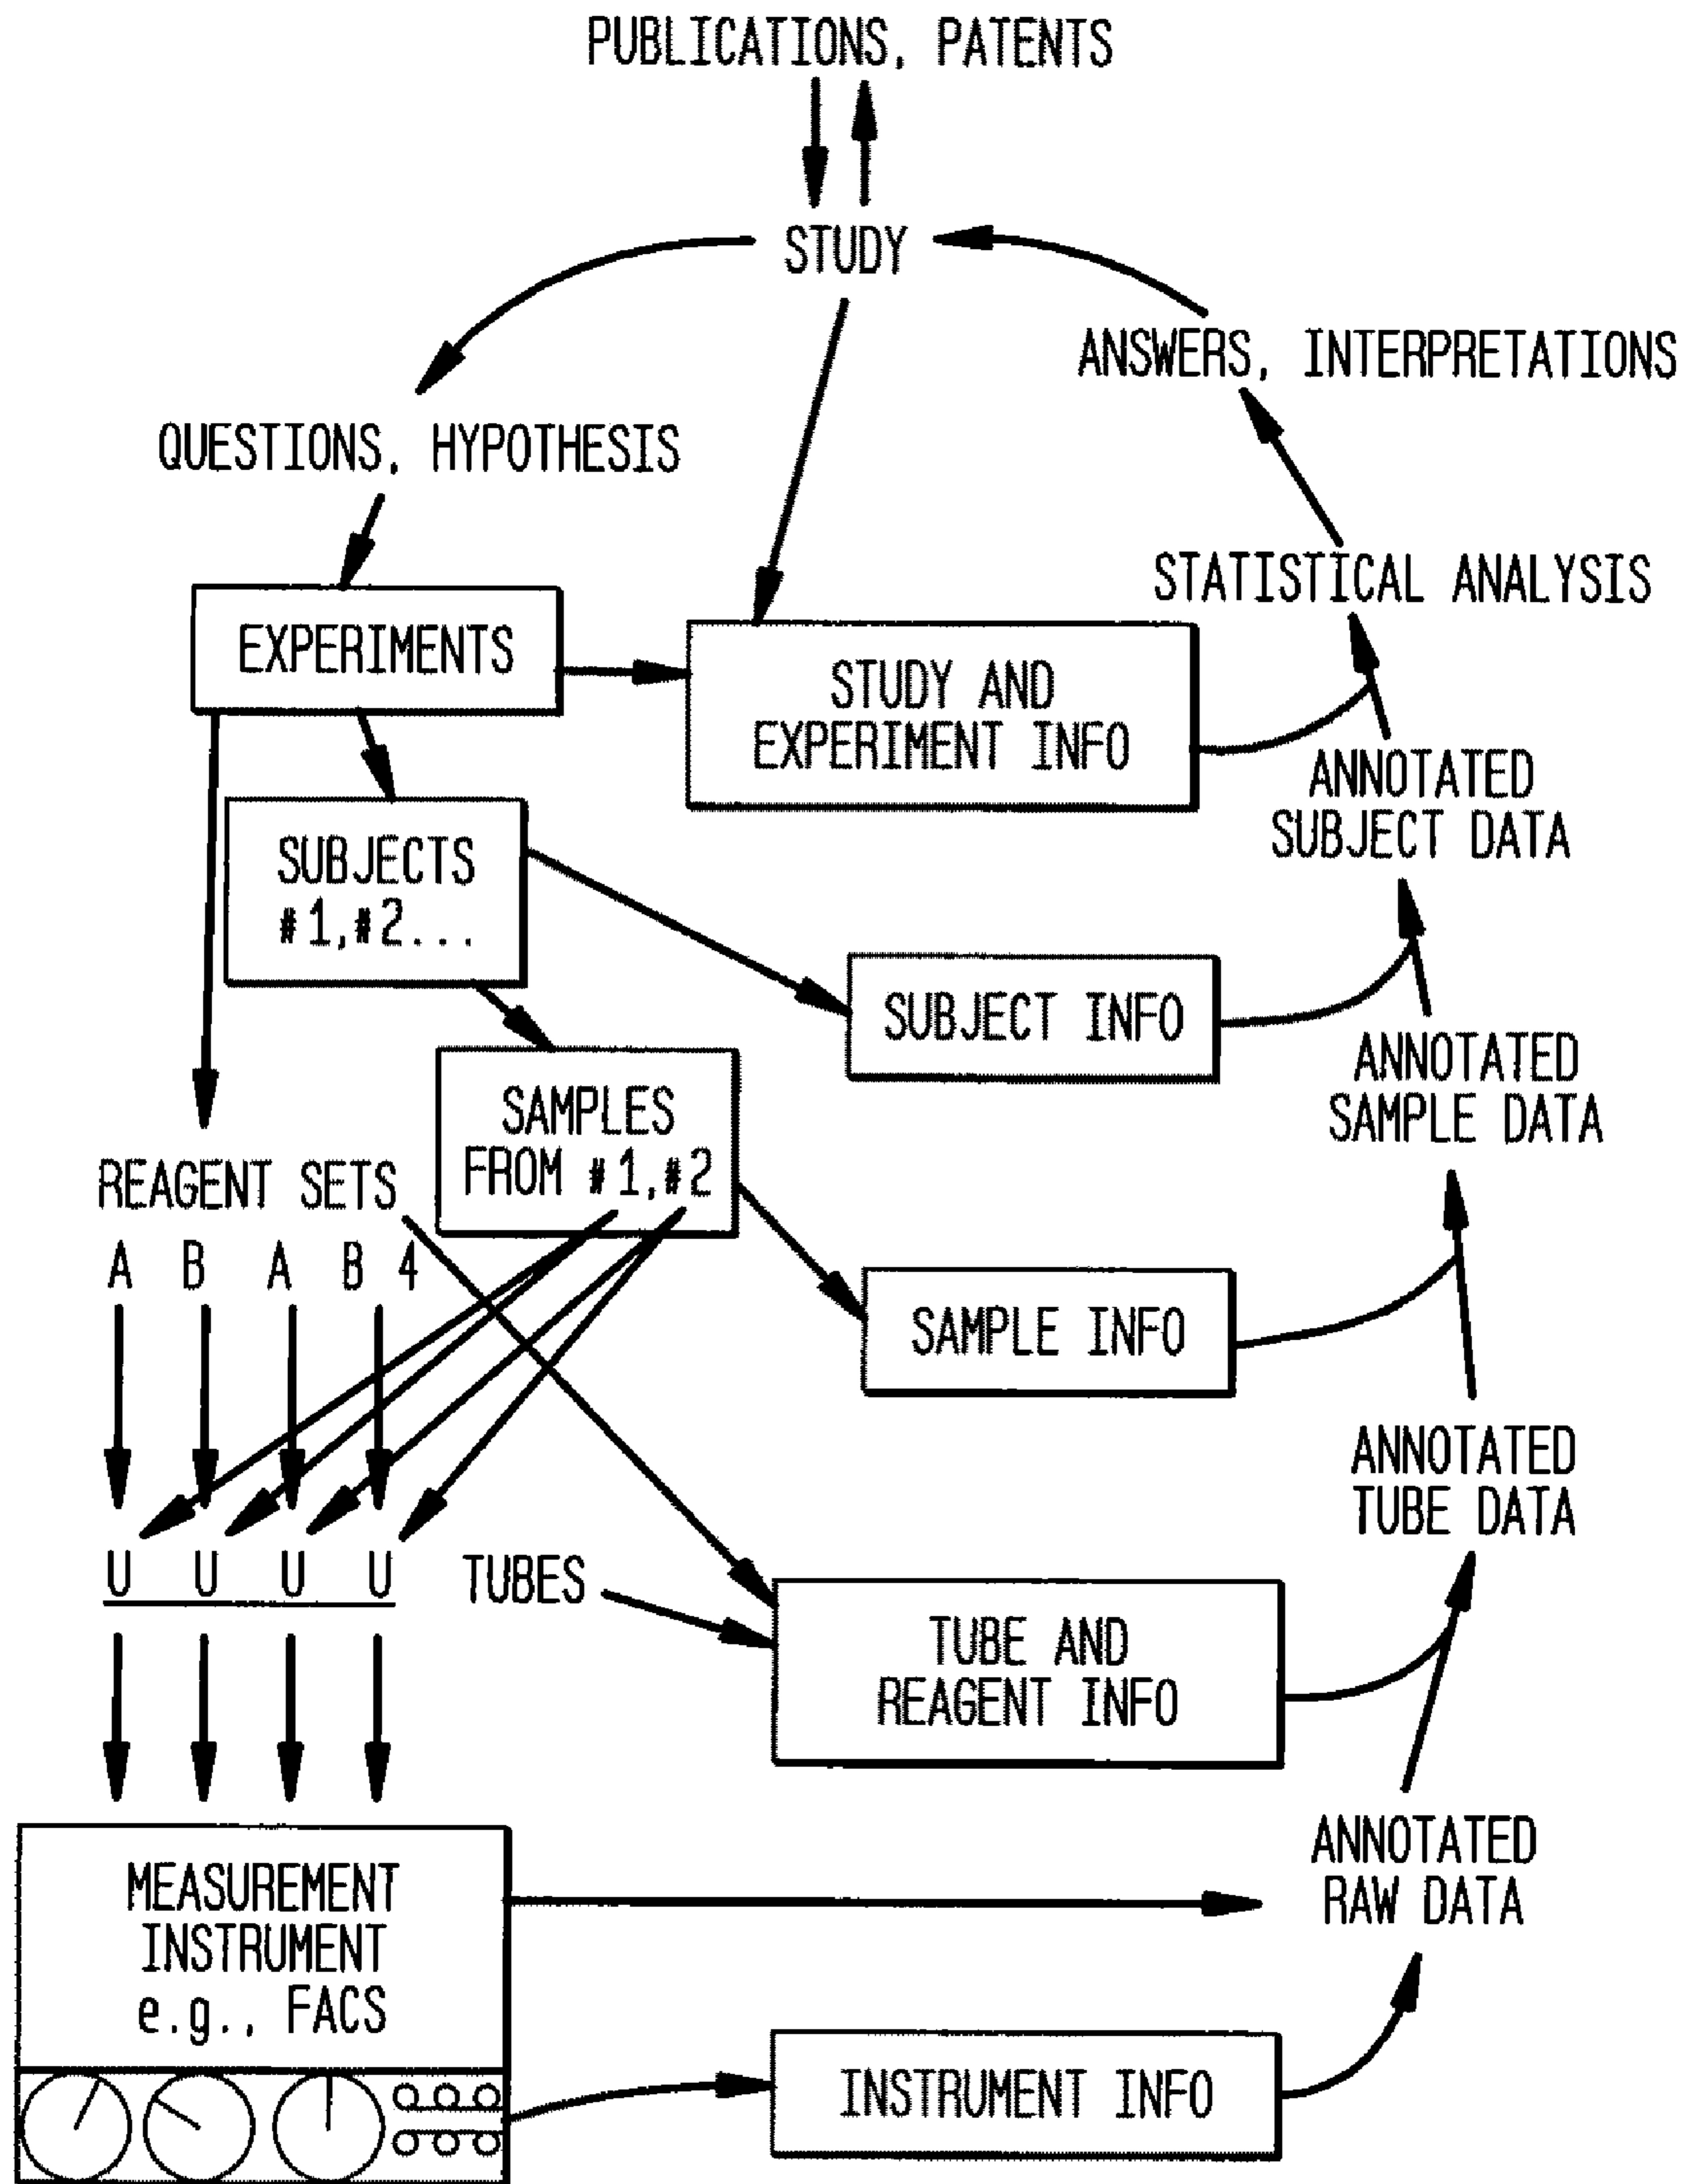 PUBLICATIONS, PATENTS
STUDY
ANSWERS, INTERPRETATIONS
QUESTIONS, HYPOTHESIS
STATISTICAL ANALYSIS
EXPERIMENTS
STUDY AND
EXPERIMENT INFO
ANNOTATED
SUBJECT DATA
SUBJECTS
#1,#2...
SUBJECT INFO
ANNOTATED
SAMPLE DATA
SAMPLES
FROM #1,#2
REAGENT SETS
A B A B 4
SAMPLE INFO
ANNOTATED
TUBE DATA
U U U U
TUBES
TUBE AND
REAGENT INFO
ANNOTATED
RAW DATA
MEASUREMENT
INSTRUMENT
e.g., FACS
INSTRUMENT INFO